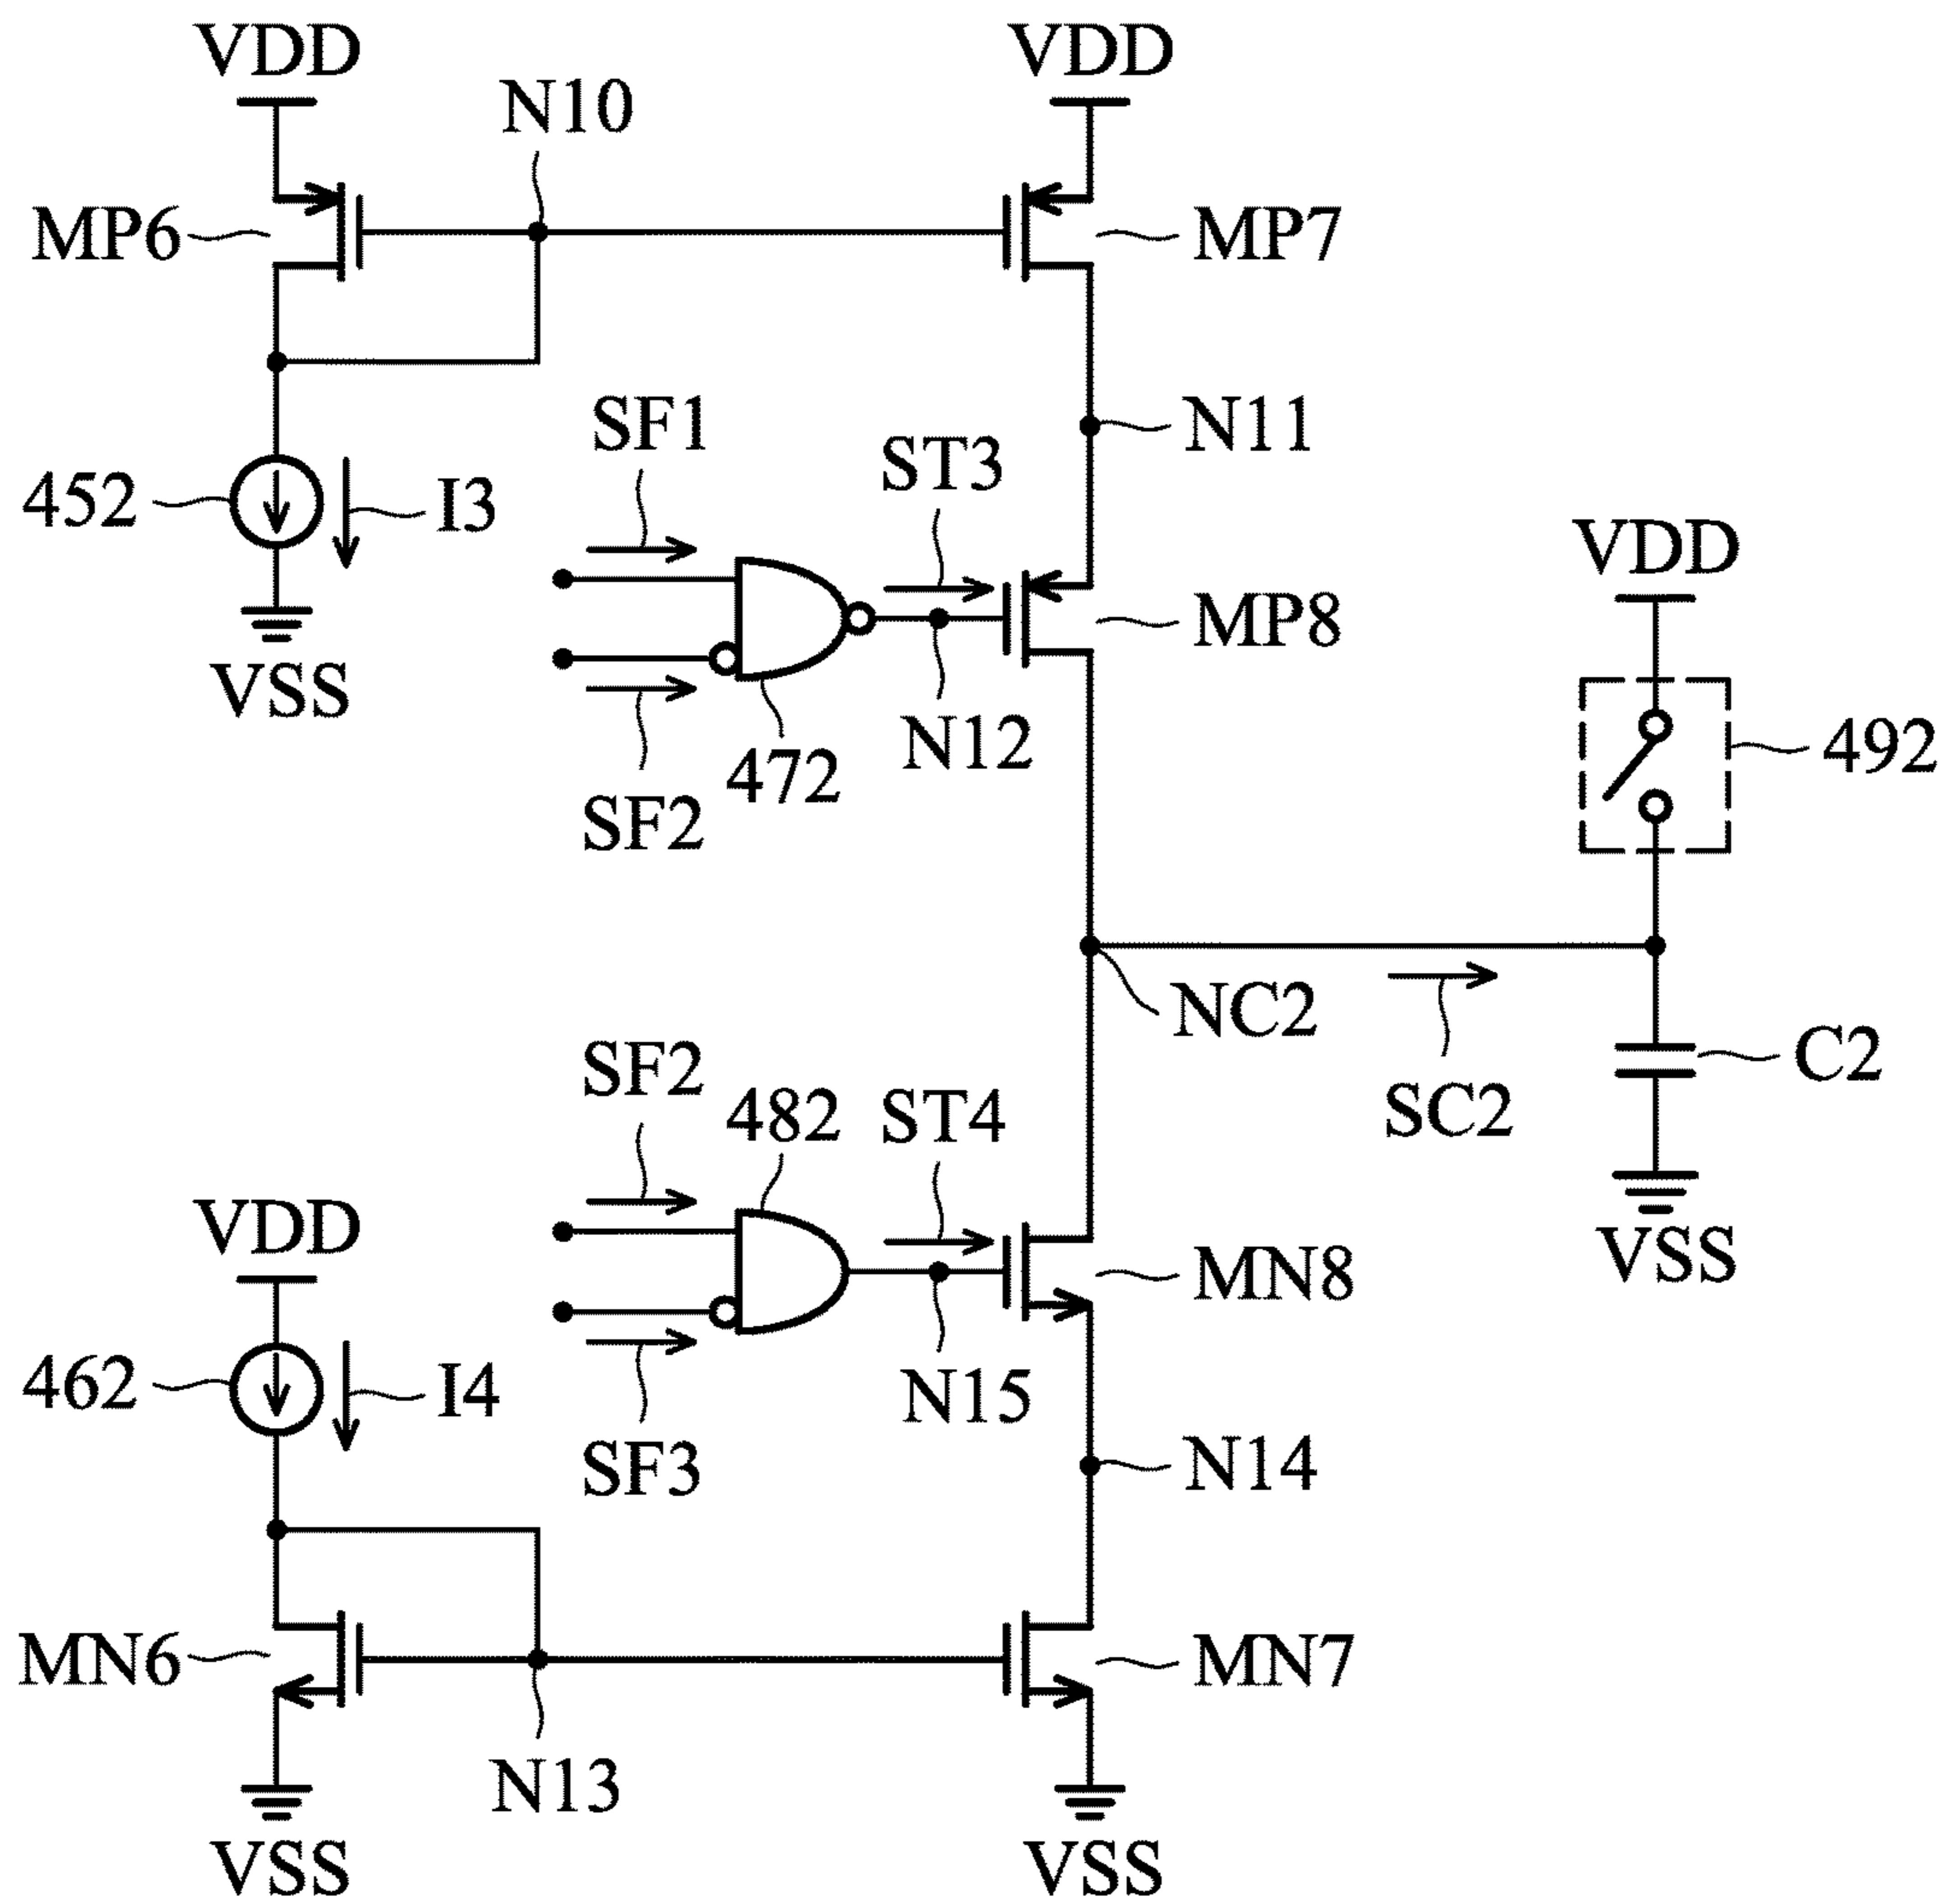 VDD
VDD
N10
MP6
MP7
N11
SF1
ST3
452
I3
VDD
MP8
VSS
N12
492
472
SF2
NC2
C2
SF2
482
ST4
SC2
VDD
MN8
VSS
462
I4
N15
SF3
N14
MN6
MN7
N13
VSS
VSS